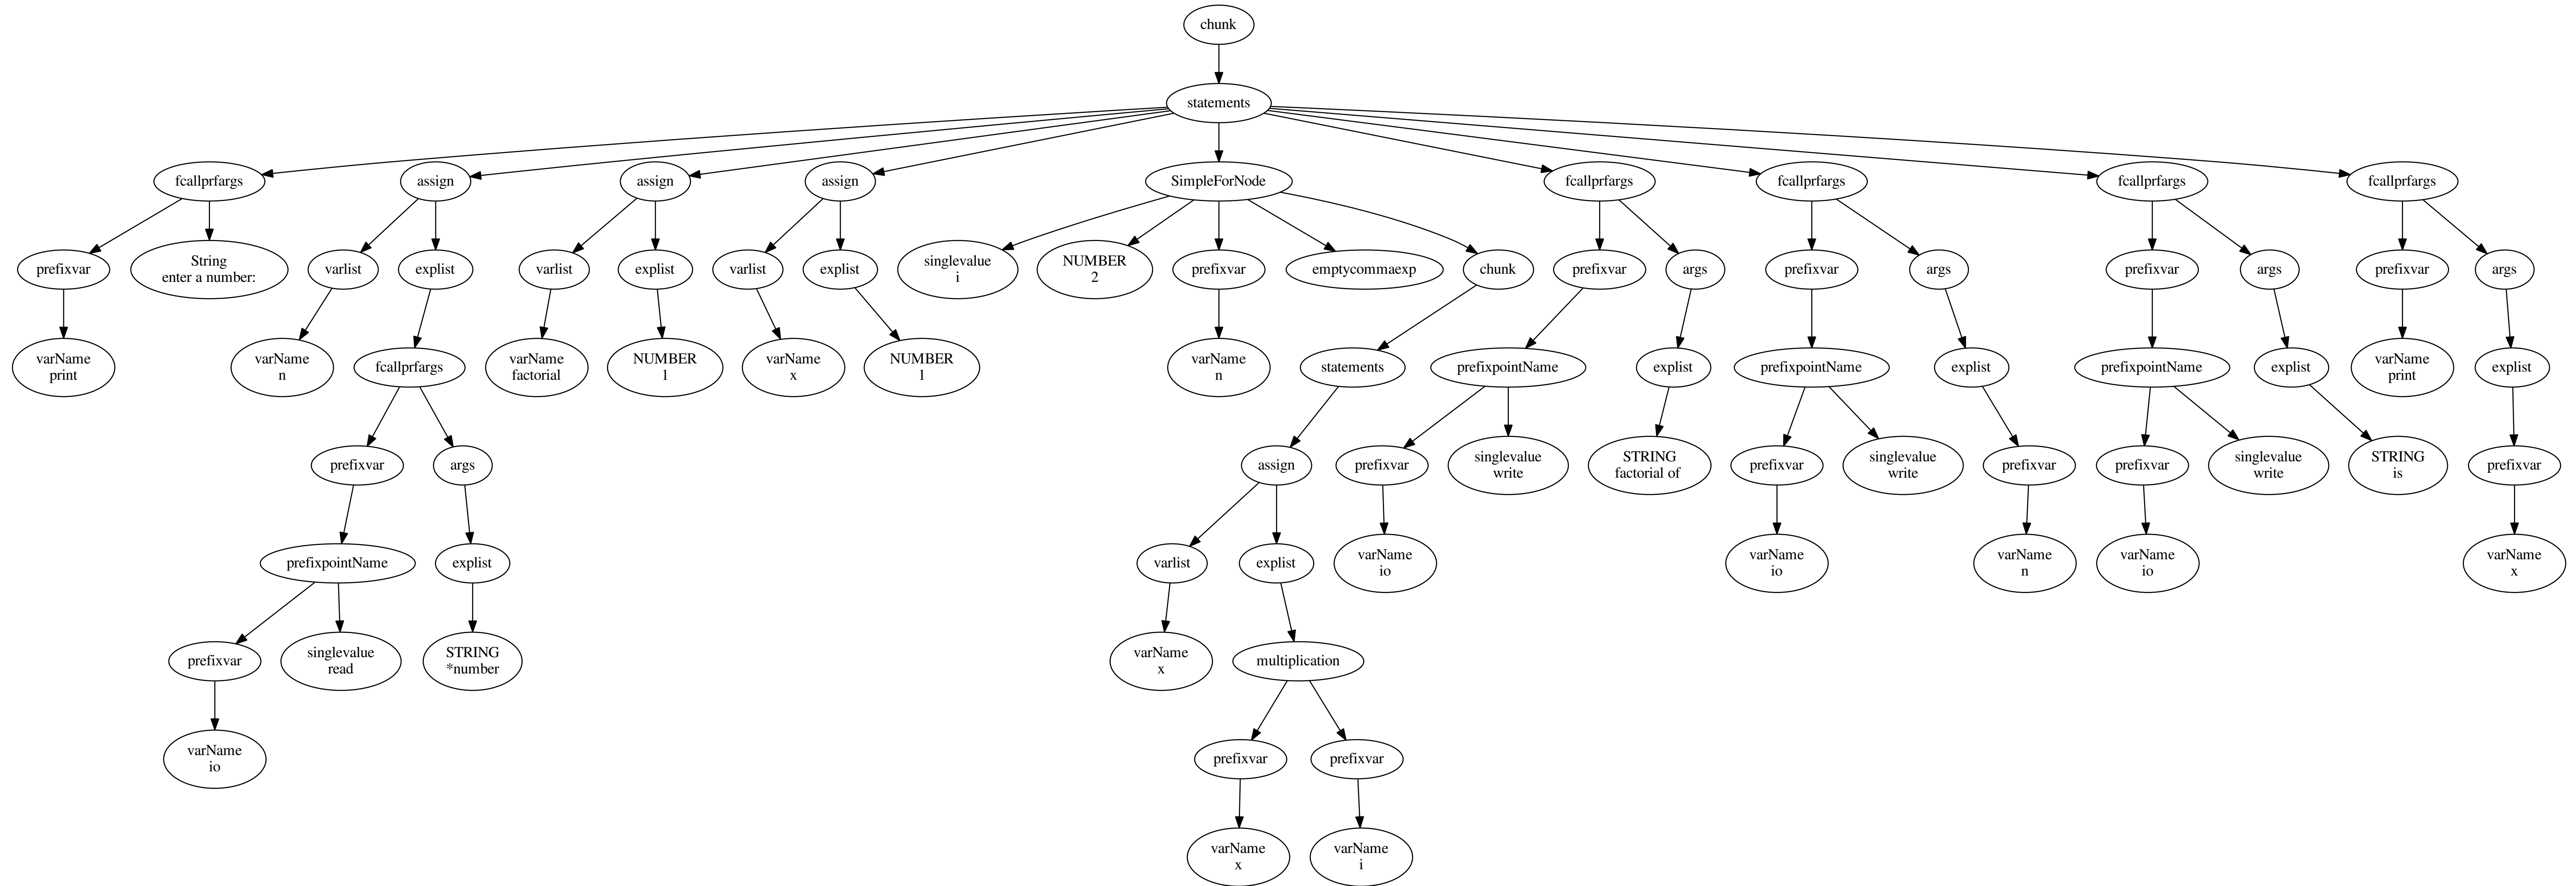 chunk
statements
fcallprfargs
assign
assign
assign
SimpleForNode
fcallprfargs
fcallprfargs
fcallprfargs
fcallprfargs
prefixvar
String
enter a number:
varlist
explist
varlist
explist
varlist
explist
singlevalue
i
NUMBER
2
prefixvar
emptycommaexp
chunk
prefixvar
args
prefixvar
args
prefixvar
args
prefixvar
args
varName
print
varName
n
fcallprfargs
varName
factorial
NUMBER
1
varName
x
NUMBER
1
varName
n
statements
prefixpointName
explist
prefixpointName
explist
prefixpointName
explist
varName
print
explist
prefixvar
args
assign
prefixvar
singlevalue
write
STRING
factorial of
prefixvar
singlevalue
write
prefixvar
prefixvar
singlevalue
write
STRING
is
prefixvar
prefixpointName
explist
varlist
explist
varName
io
varName
io
varName
n
varName
io
varName
x
prefixvar
singlevalue
read
STRING
*number
varName
x
multiplication
varName
io
prefixvar
prefixvar
varName
x
varName
i